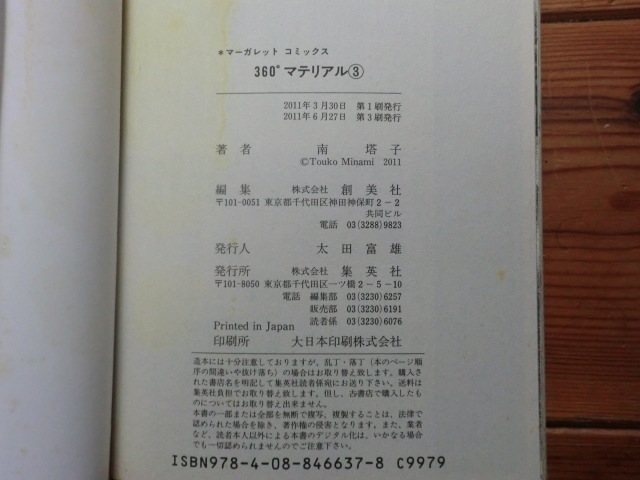 ＊マーガレット コミックス
360°マテリアル③
2011年3月30日 第1刷発行
2011年6月27日 第3刷発行
著者 南塔子
©Touko Minami 2011
編集 株式会社 創美社
〒101-0051 東京都千代田区神田神保町2－2
共同ビル
電話 03(3288)9823
発行人 太田富雄
発行所 株式会社 集英社
〒101-8050 東京都千代田区一ツ橋2－5－10
電話 編集部 03(3230)6257
販売部 03(3230)6191
読者係 03(3230)6076
Printed in Japan
印刷所 大日本印刷株式会社
造本には十分注意しておりますが、乱丁・落丁（本のページ順
序の間違いや抜け落ち）の場合はお取り替え致します。購入さ
れた書店名を明記して集英社読者係宛にお送り下さい。送料は
集英社負担でお取り替え致します。但し、古書店で購入したも
のについてはお取り替え出来ません。
本書の一部または全部を無断で複写、複製することは、法律で
認められた場合を除き、著作権の侵害となります。また、業者
など、読者本人以外による本書のデジタル化は、いかなる場合
でも一切認められませんのでご注意下さい。
ISBN978-4-08-846637-8 C9979